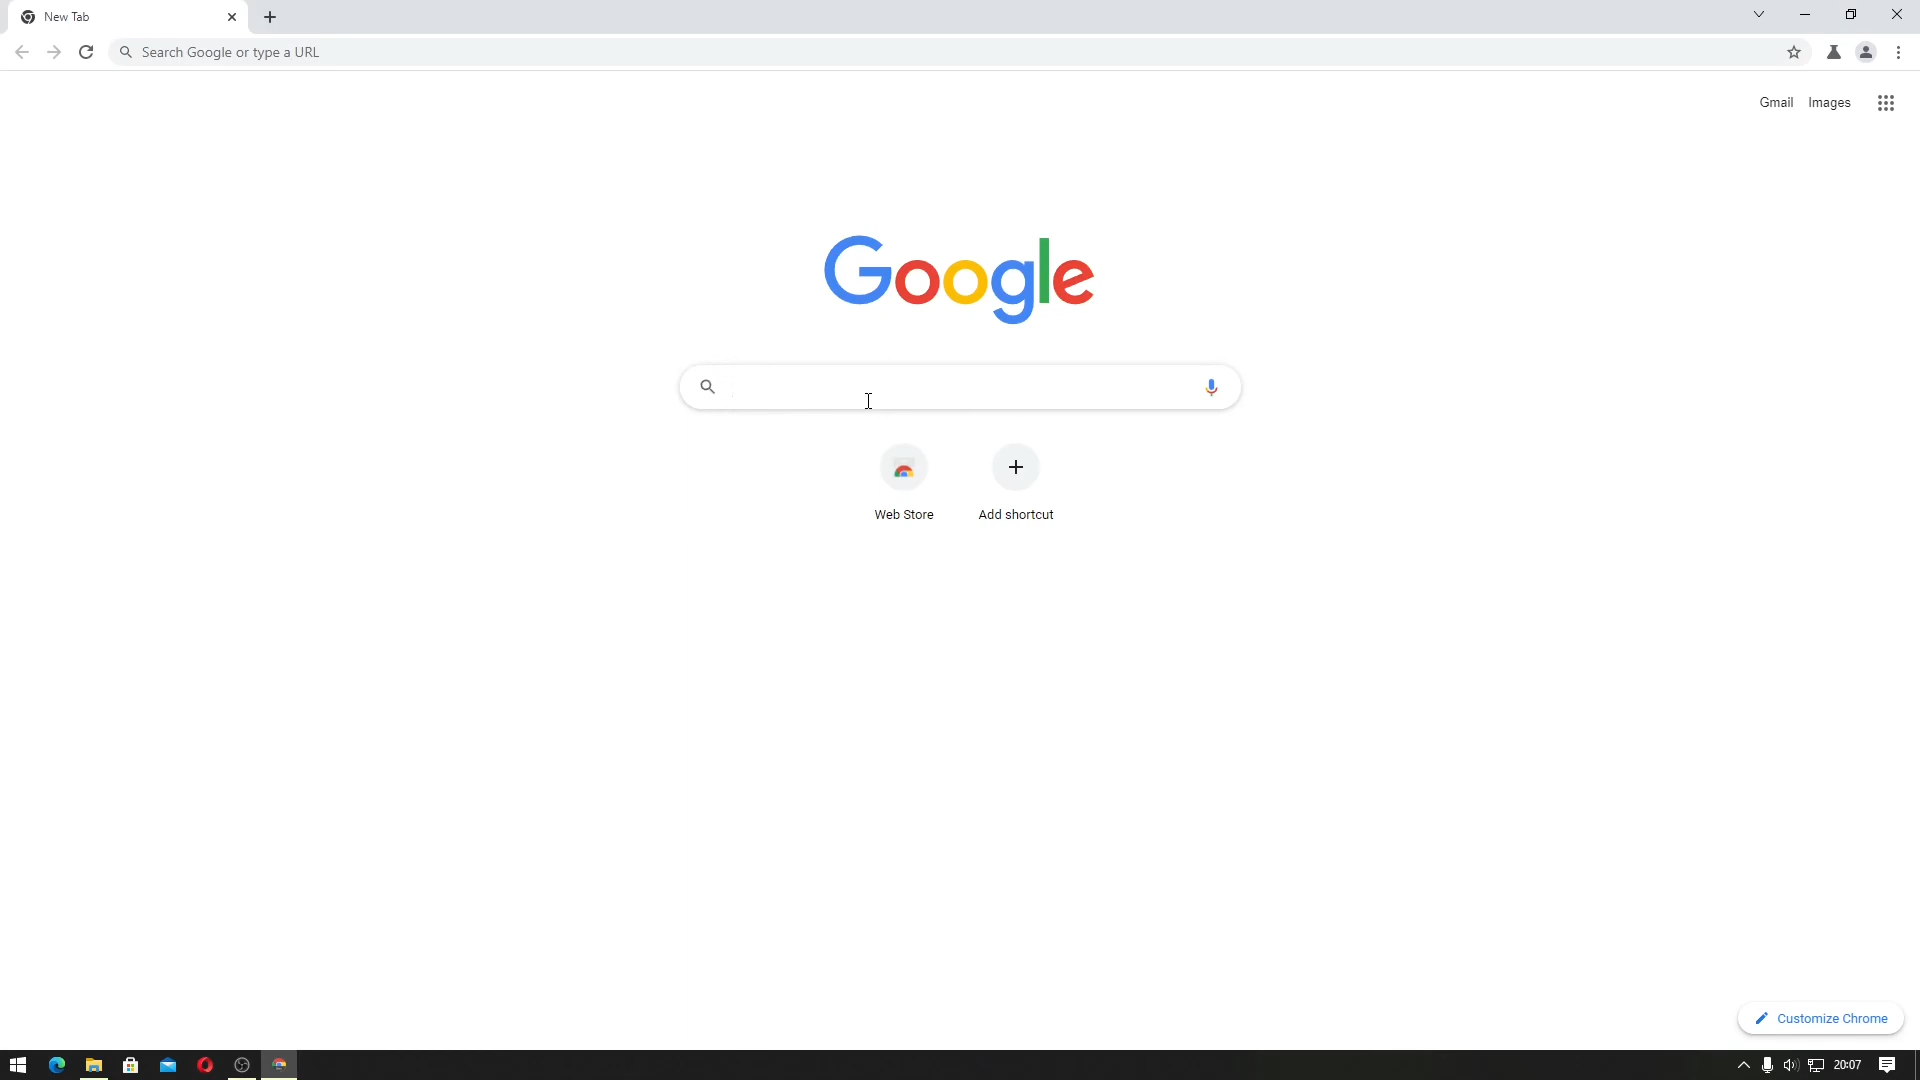 New Tab
Search Google or type a URL
Gmail Images
Google
Web Store Add shortcut
Customize Chrome
20:07